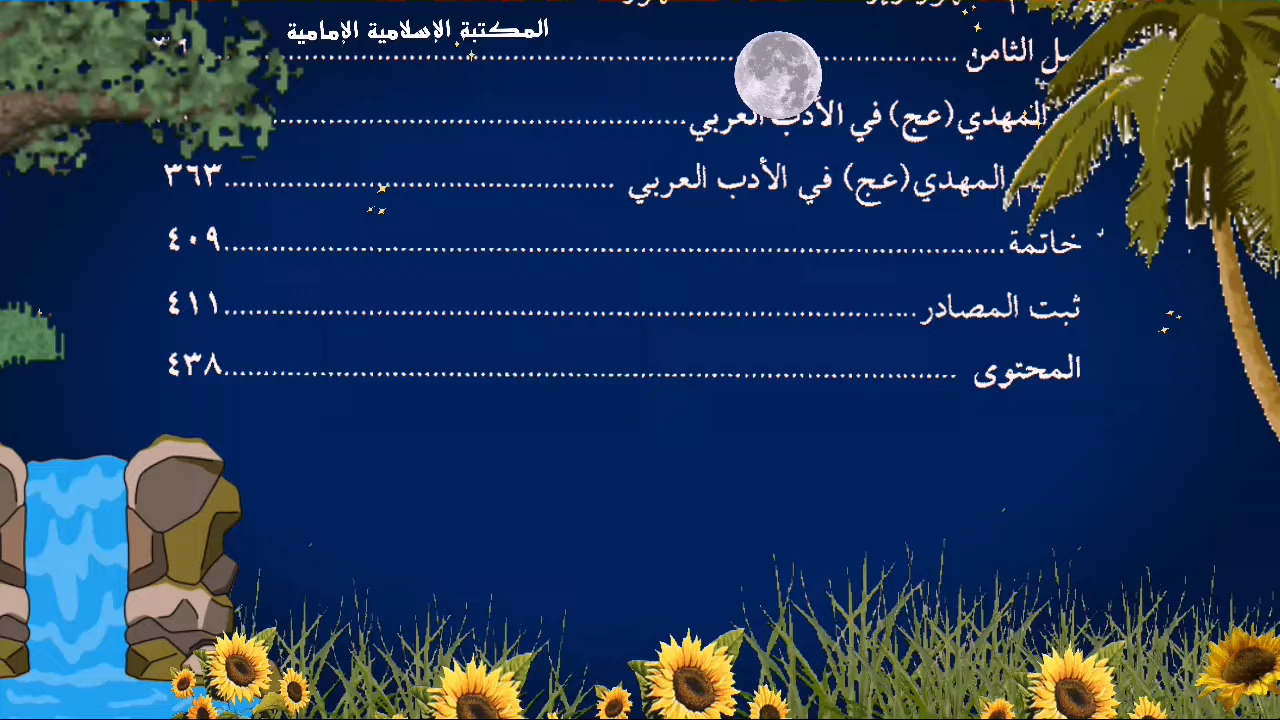 المكتبة الإسلامية الإمامية
الثامن ........................
المهدي (عج) في الأدب العربي ........................
المهدي (عج) في الأدب العربي ........................ ٣٦٣
خاتمة ........................ ٤٠٩
ثبت المصادر ........................ ٤١١
المحتوى ........................ ٤٣٨